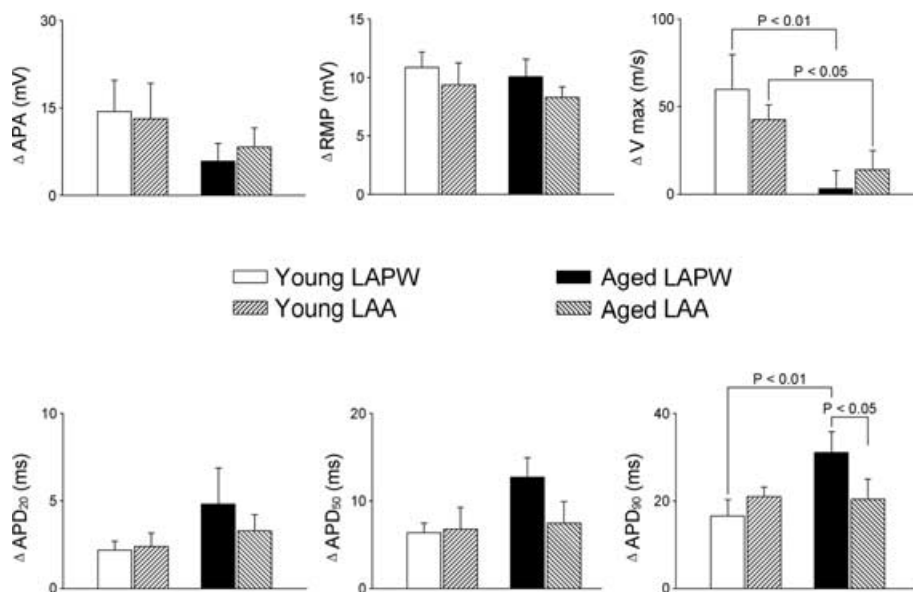 Δ APA (mV)
30
15
0
Δ RMP (mV)
15
10
5
0
Δ V max (m/s)
100
50
0
P < 0.01
P < 0.05
Young LAPW
Young LAA
Aged LAPW
Aged LAA
Δ APD₂₀ (ms)
10
5
0
Δ APD₅₀ (ms)
20
10
0
Δ APD₉₀ (ms)
40
20
0
P < 0.01
P < 0.05